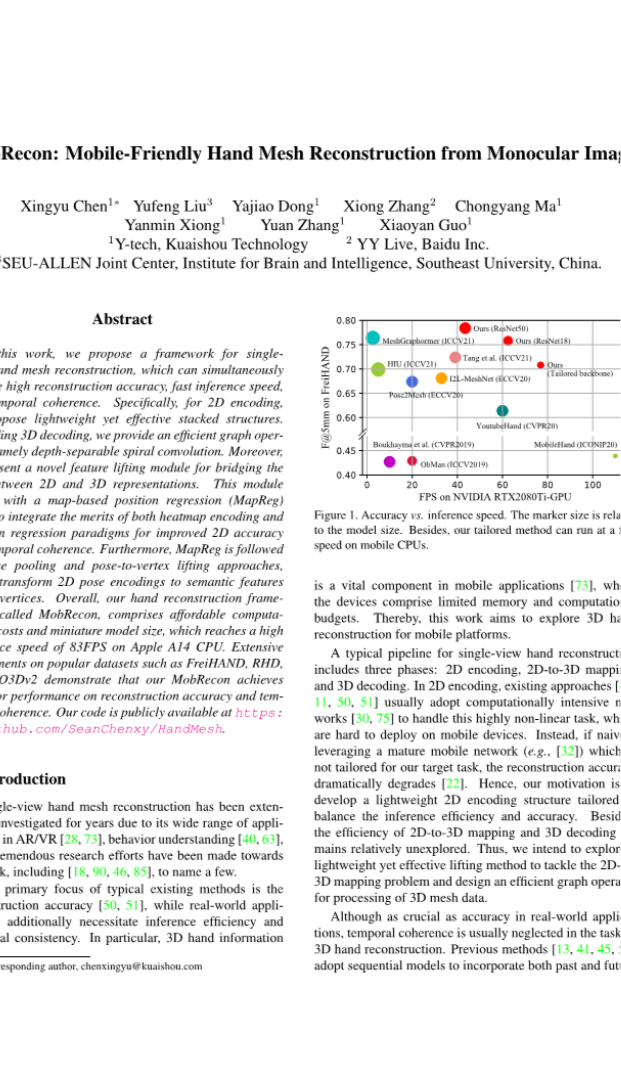 Recon: Mobile-Friendly Hand Mesh Reconstruction from Monocular Imag
Xingyu Chen1* Yufeng Liu3 Yajiao Dong1 Xiong Zhang2 Chongyang Ma1
Yanmin Xiong1 Yuan Zhang1 Xiaoyan Guo1
1Y-tech, Kuaishou Technology 2 YY Live, Baidu Inc.
SEU-ALLEN Joint Center, Institute for Brain and Intelligence, Southeast University, China.
Abstract
this work, we propose a framework for single-
and mesh reconstruction, which can simultaneously
e high reconstruction accuracy, fast inference speed,
mporal coherence. Specifically, for 2D encoding,
opose lightweight yet effective stacked structures.
ding 3D decoding, we provide an efficient graph oper-
amely depth-separable spiral convolution. Moreover,
sent a novel feature lifting module for bridging the
etween 2D and 3D representations. This module
with a map-based position regression (MapReg)
o integrate the merits of both heatmap encoding and
n regression paradigms for improved 2D accuracy
mporal coherence. Furthermore, MapReg is followed
e pooling and pose-to-vertex lifting approaches,
transform 2D pose encodings to semantic features
vertices. Overall, our hand reconstruction frame-
called MobRecon, comprises affordable computa-
costs and miniature model size, which reaches a high
ce speed of 83FPS on Apple A14 CPU. Extensive
ments on popular datasets such as FreiHAND, RHD,
O3Dv2 demonstrate that our MobRecon achieves
or performance on reconstruction accuracy and tem-
coherence. Our code is publicly available at https:
hub.com/SeanChenxy/HandMesh.
roduction
gle-view hand mesh reconstruction has been exten-
investigated for years due to its wide range of appli-
in AR/VR [28, 73], behavior understanding [40, 63],
remendous research efforts have been made towards
k, including [18, 90, 46, 85], to name a few.
primary focus of typical existing methods is the
ruction accuracy [50, 51], while real-world appli-
additionally necessitate inference efficiency and
al consistency. In particular, 3D hand information
responding author, chenxingyu@kuaishou.com
0.80
0.75
0.70
0.65
0.60
0.45
0.40
F@5mm on FreiHAND
Ours (ResNet50)
MeshGraphormer (ICCV21)
Ours (ResNet18)
Tang et al. (ICCV21)
HIU (ICCV21)
Ours
(Tailored backbone)
I2L-MeshNet (ECCV20)
Pose2Mesh (ECCV20)
YoutubeHand (CVPR20)
Boukhayma et al. (CVPR2019)
MobileHand (ICONIP20)
ObMan (ICCV2019)
0 20 40 60 80 100
FPS on NVIDIA RTX2080Ti-GPU
Figure 1. Accuracy vs. inference speed. The marker size is rela
to the model size. Besides, our tailored method can run at a f
speed on mobile CPUs.
is a vital component in mobile applications [73], whe
the devices comprise limited memory and computation
budgets. Thereby, this work aims to explore 3D ha
reconstruction for mobile platforms.
A typical pipeline for single-view hand reconstructi
includes three phases: 2D encoding, 2D-to-3D mappi
and 3D decoding. In 2D encoding, existing approaches [
11, 50, 51] usually adopt computationally intensive n
works [30, 75] to handle this highly non-linear task, whi
are hard to deploy on mobile devices. Instead, if naiv
leveraging a mature mobile network (e.g., [32]) which
not tailored for our target task, the reconstruction accura
dramatically degrades [22]. Hence, our motivation is
develop a lightweight 2D encoding structure tailored
balance the inference efficiency and accuracy. Besid
the efficiency of 2D-to-3D mapping and 3D decoding
mains relatively unexplored. Thus, we intend to explore
lightweight yet effective lifting method to tackle the 2D-
3D mapping problem and design an efficient graph opera
for processing of 3D mesh data.
Although as crucial as accuracy in real-world applic
tions, temporal coherence is usually neglected in the task
3D hand reconstruction. Previous methods [13, 41, 45,
adopt sequential models to incorporate both past and futu